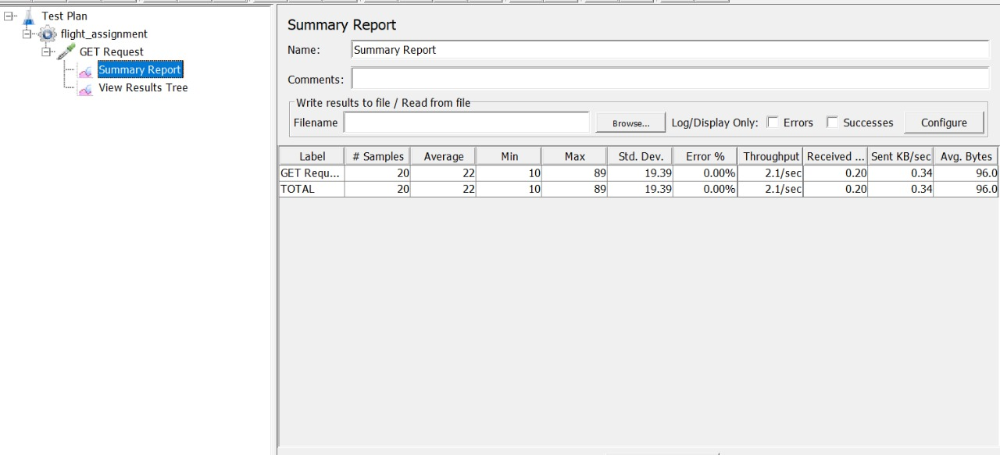 Test Plan
flight_assignment
GET Request
Summary Report
View Results Tree
Summary Report
Name: Summary Report
Comments:
Write results to file / Read from file
Filename Browse... Log/Display Only: Errors Successes Configure
Label # Samples Average Min Max Std. Dev. Error % Throughput Received ... Sent KB/sec Avg. Bytes
GET Requ... 20 22 10 89 19.39 0.00% 2.1/sec 0.20 0.34 96.0
TOTAL 20 22 10 89 19.39 0.00% 2.1/sec 0.20 0.34 96.0